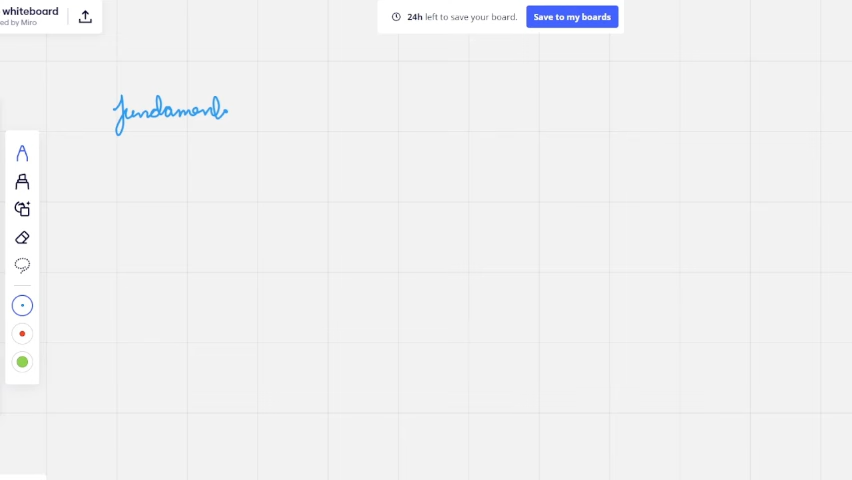 whiteboard
ed by Miro
24h left to save your board.
Save to my boards
fundament